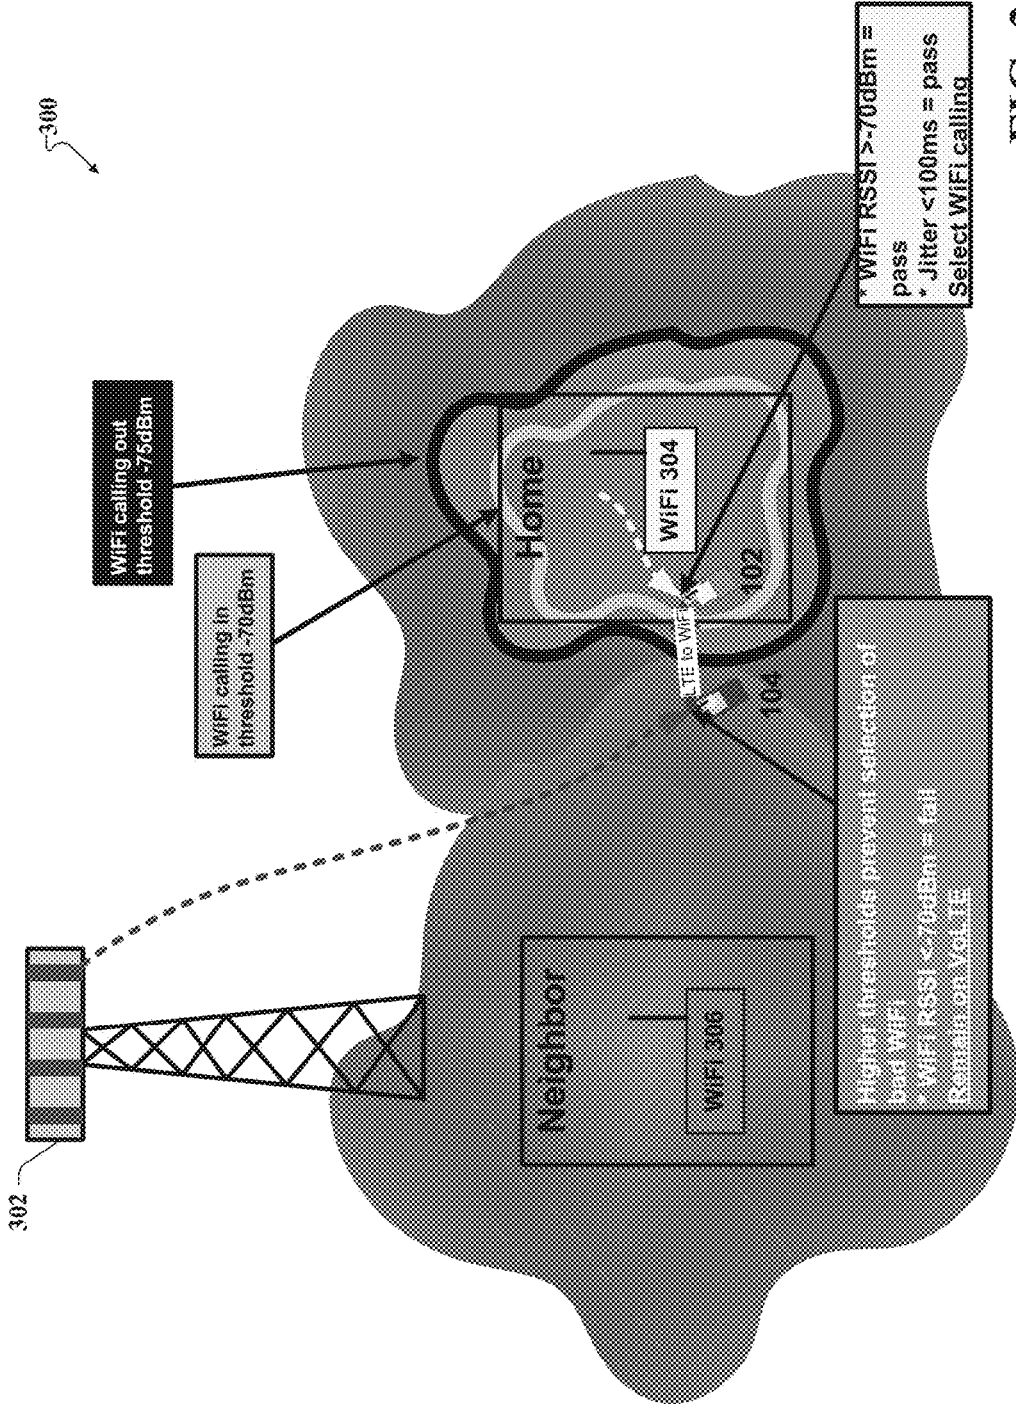 300
302
WiFi calling out
threshold -75dBm
WiFi calling in
threshold -70dBm
Home
WiFi 304
102
LTE to WiFi
104
Neighbor
WiFi 306
* WiFi RSSI >-70dBm =
pass
* Jitter <100ms = pass
Select WiFi calling
Higher thresholds prevent selection of
bad WiFi
* WiFi RSSI <-70dBm = fail
Remain on VoLTE